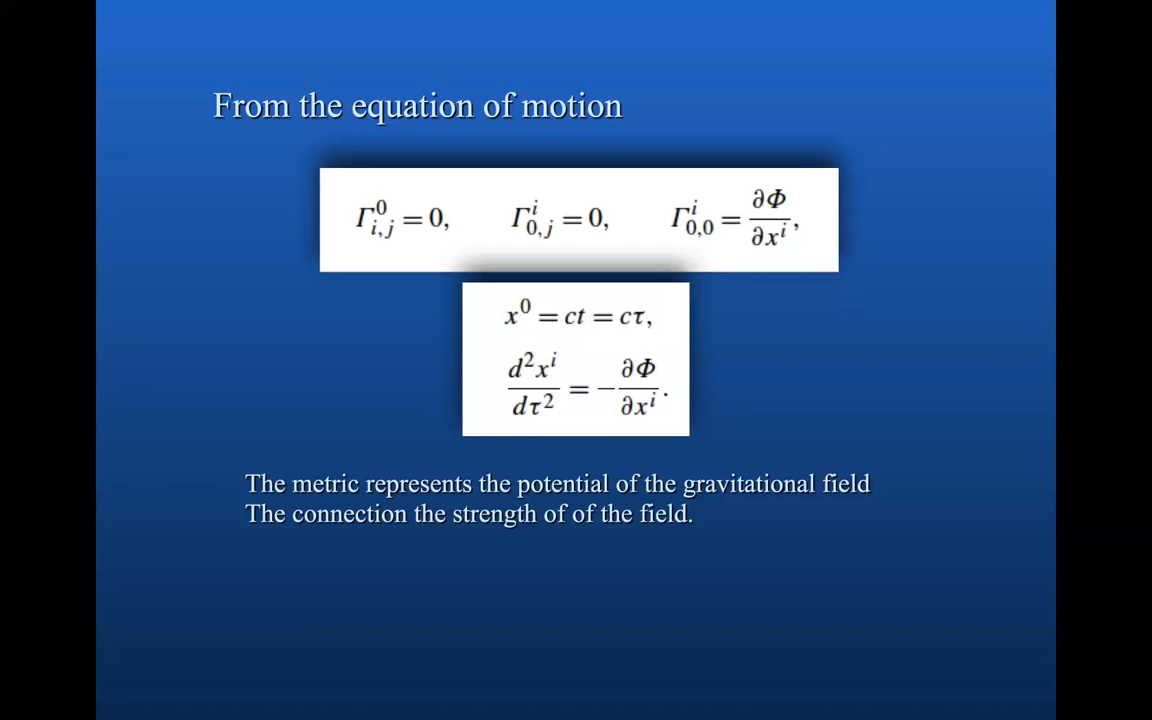 From the equation of motion
Γ^0_{i,j} = 0, Γ^i_{0,j} = 0, Γ^i_{0,0} = ∂Φ/∂x^i,
x^0 = ct = cτ,
d^2x^i/dτ^2 = −∂Φ/∂x^i.
The metric represents the potential of the gravitational field
The connection the strength of of the field.